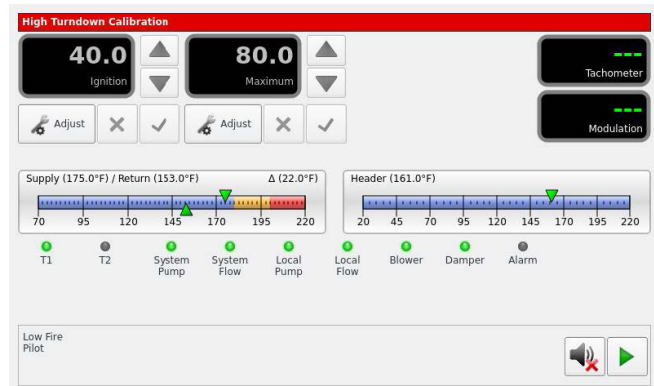 High Turndown Calibration
40.0
Ignition
80.0
Maximum
---
Tachometer
Adjust
Adjust
---
Modulation
Supply (175.0°F) / Return (153.0°F) Δ (22.0°F)
70 95 120 145 170 195 220
Header (161.0°F)
20 45 70 95 120 145 170 195 220
T1
T2
System Pump
System Flow
Local Pump
Local Flow
Blower
Damper
Alarm
Low Fire
Pilot